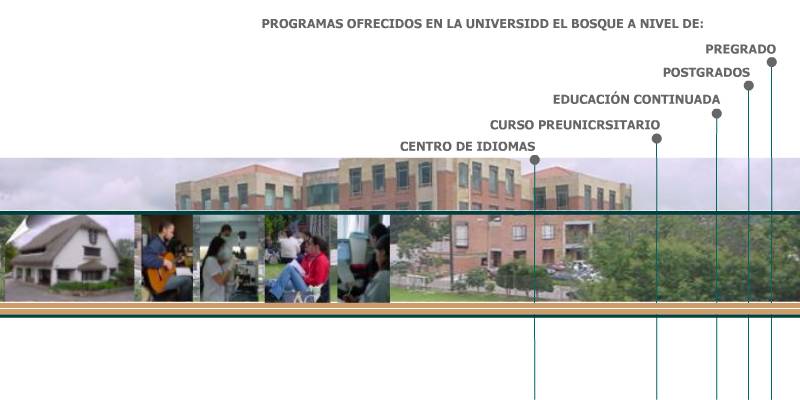 PROGRAMAS OFRECIDOS EN LA UNIVERSIDD EL BOSQUE A NIVEL DE:
PREGRADO
POSTGRADOS
EDUCACIÓN CONTINUADA
CURSO PREUNICRSITARIO
CENTRO DE IDIOMAS